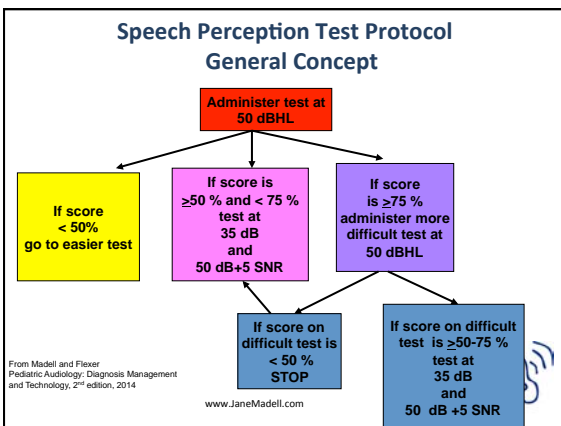 Speech Perception Test Protocol
General Concept
Administer test at
50 dBHL
If score
< 50%
go to easier test
If score is
≥50 % and < 75 %
test at
35 dB
and
50 dB+5 SNR
If score
is ≥75 %
administer more
difficult test at
50 dBHL
If score on
difficult test is
< 50 %
STOP
If score on difficult
test is ≥50-75 %
test at
35 dB
and
50 dB +5 SNR
From Madell and Flexer
Pediatric Audiology: Diagnosis Management
and Technology, 2nd edition, 2014
www.JaneMadell.com